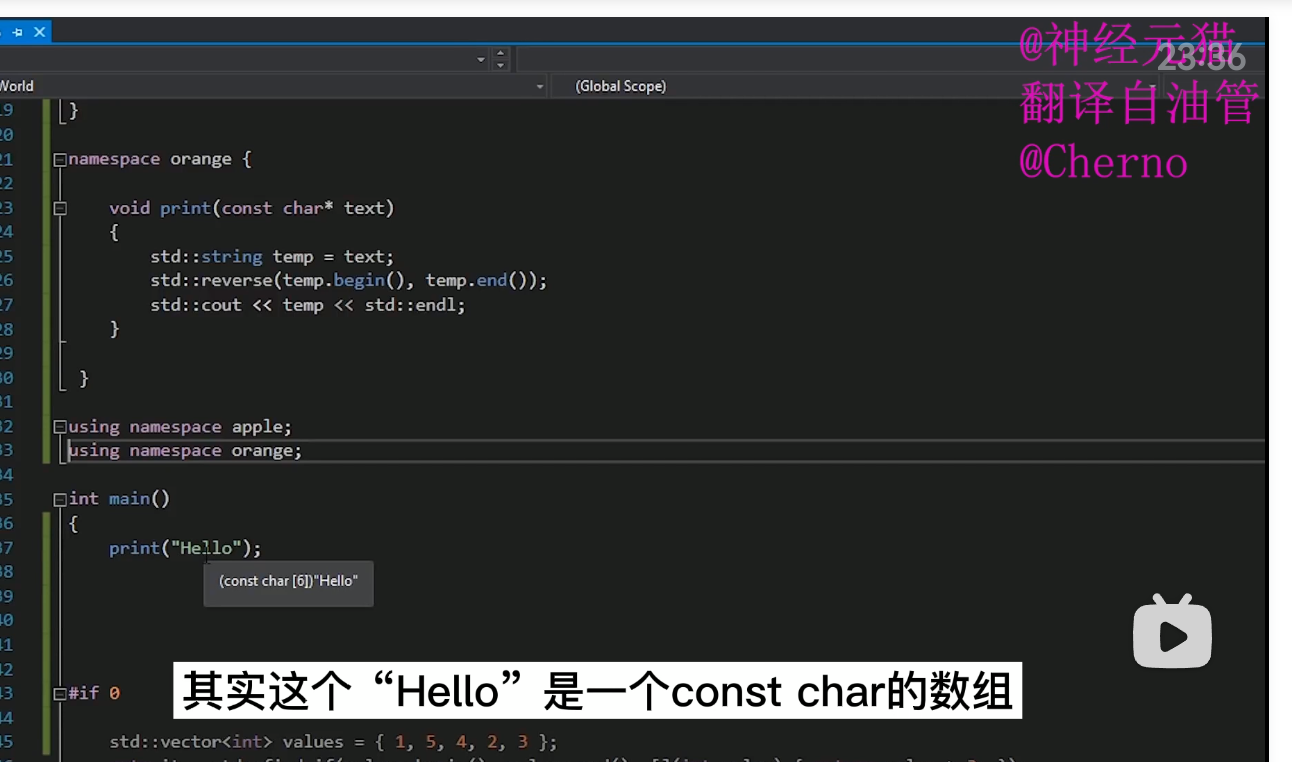 @神经元猫
23:36
翻译自油管
@Cherno
World
(Global Scope)
19 }
20
21 namespace orange {
22
23 void print(const char* text)
24 {
25 std::string temp = text;
26 std::reverse(temp.begin(), temp.end());
27 std::cout << temp << std::endl;
28 }
29
30 }
31
32 using namespace apple;
33 using namespace orange;
34
35 int main()
36 {
37 print("Hello");
38
(const char [6])"Hello"
39
40
41
42
43 #if 0
其实这个“Hello”是一个const char的数组
44
45 std::vector<int> values = { 1, 5, 4, 2, 3 };